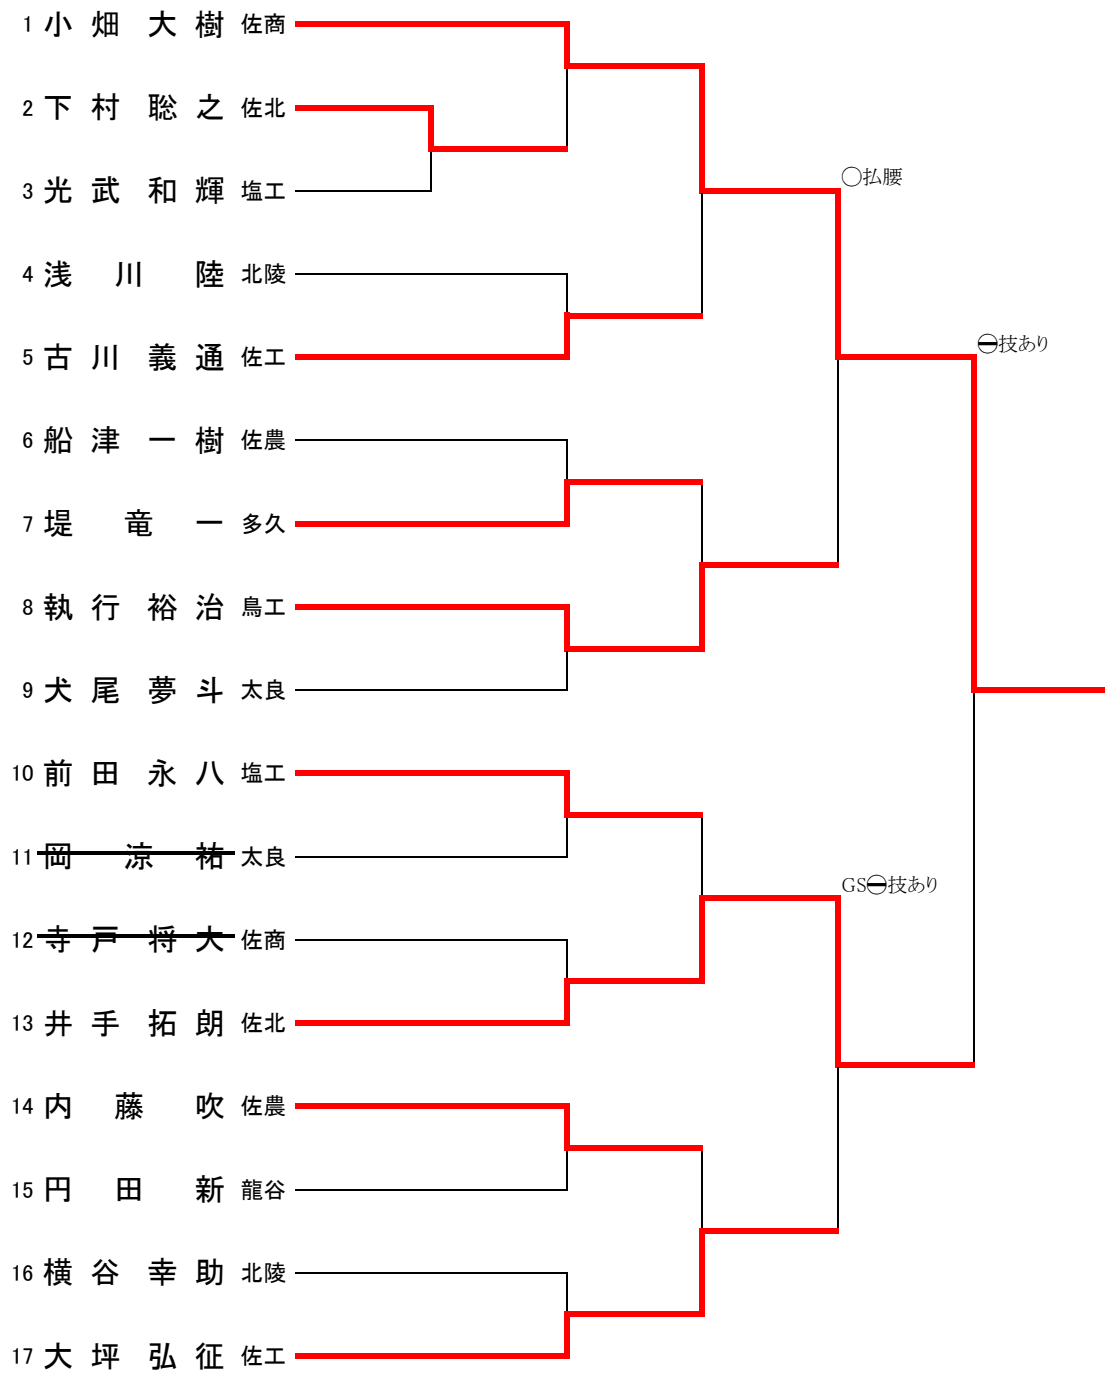 1 小畑 大樹 佐商
2 下村 聡之 佐北
3 光武 和輝 塩工
〇払腰
4 浅川 陸 北陵
⊖技あり
5 古川 義通 佐工
6 船津 一樹 佐農
7 堤 竜一 多久
8 執行 裕治 鳥工
9 犬尾 夢斗 太良
10 前田 永八 塩工
11 岡 涼祐 太良
GS⊖技あり
12 寺戸 将大 佐商
13 井手 拓朗 佐北
14 内藤 吹 佐農
15 円田 新 龍谷
16 横谷 幸助 北陵
17 大坪 弘征 佐工